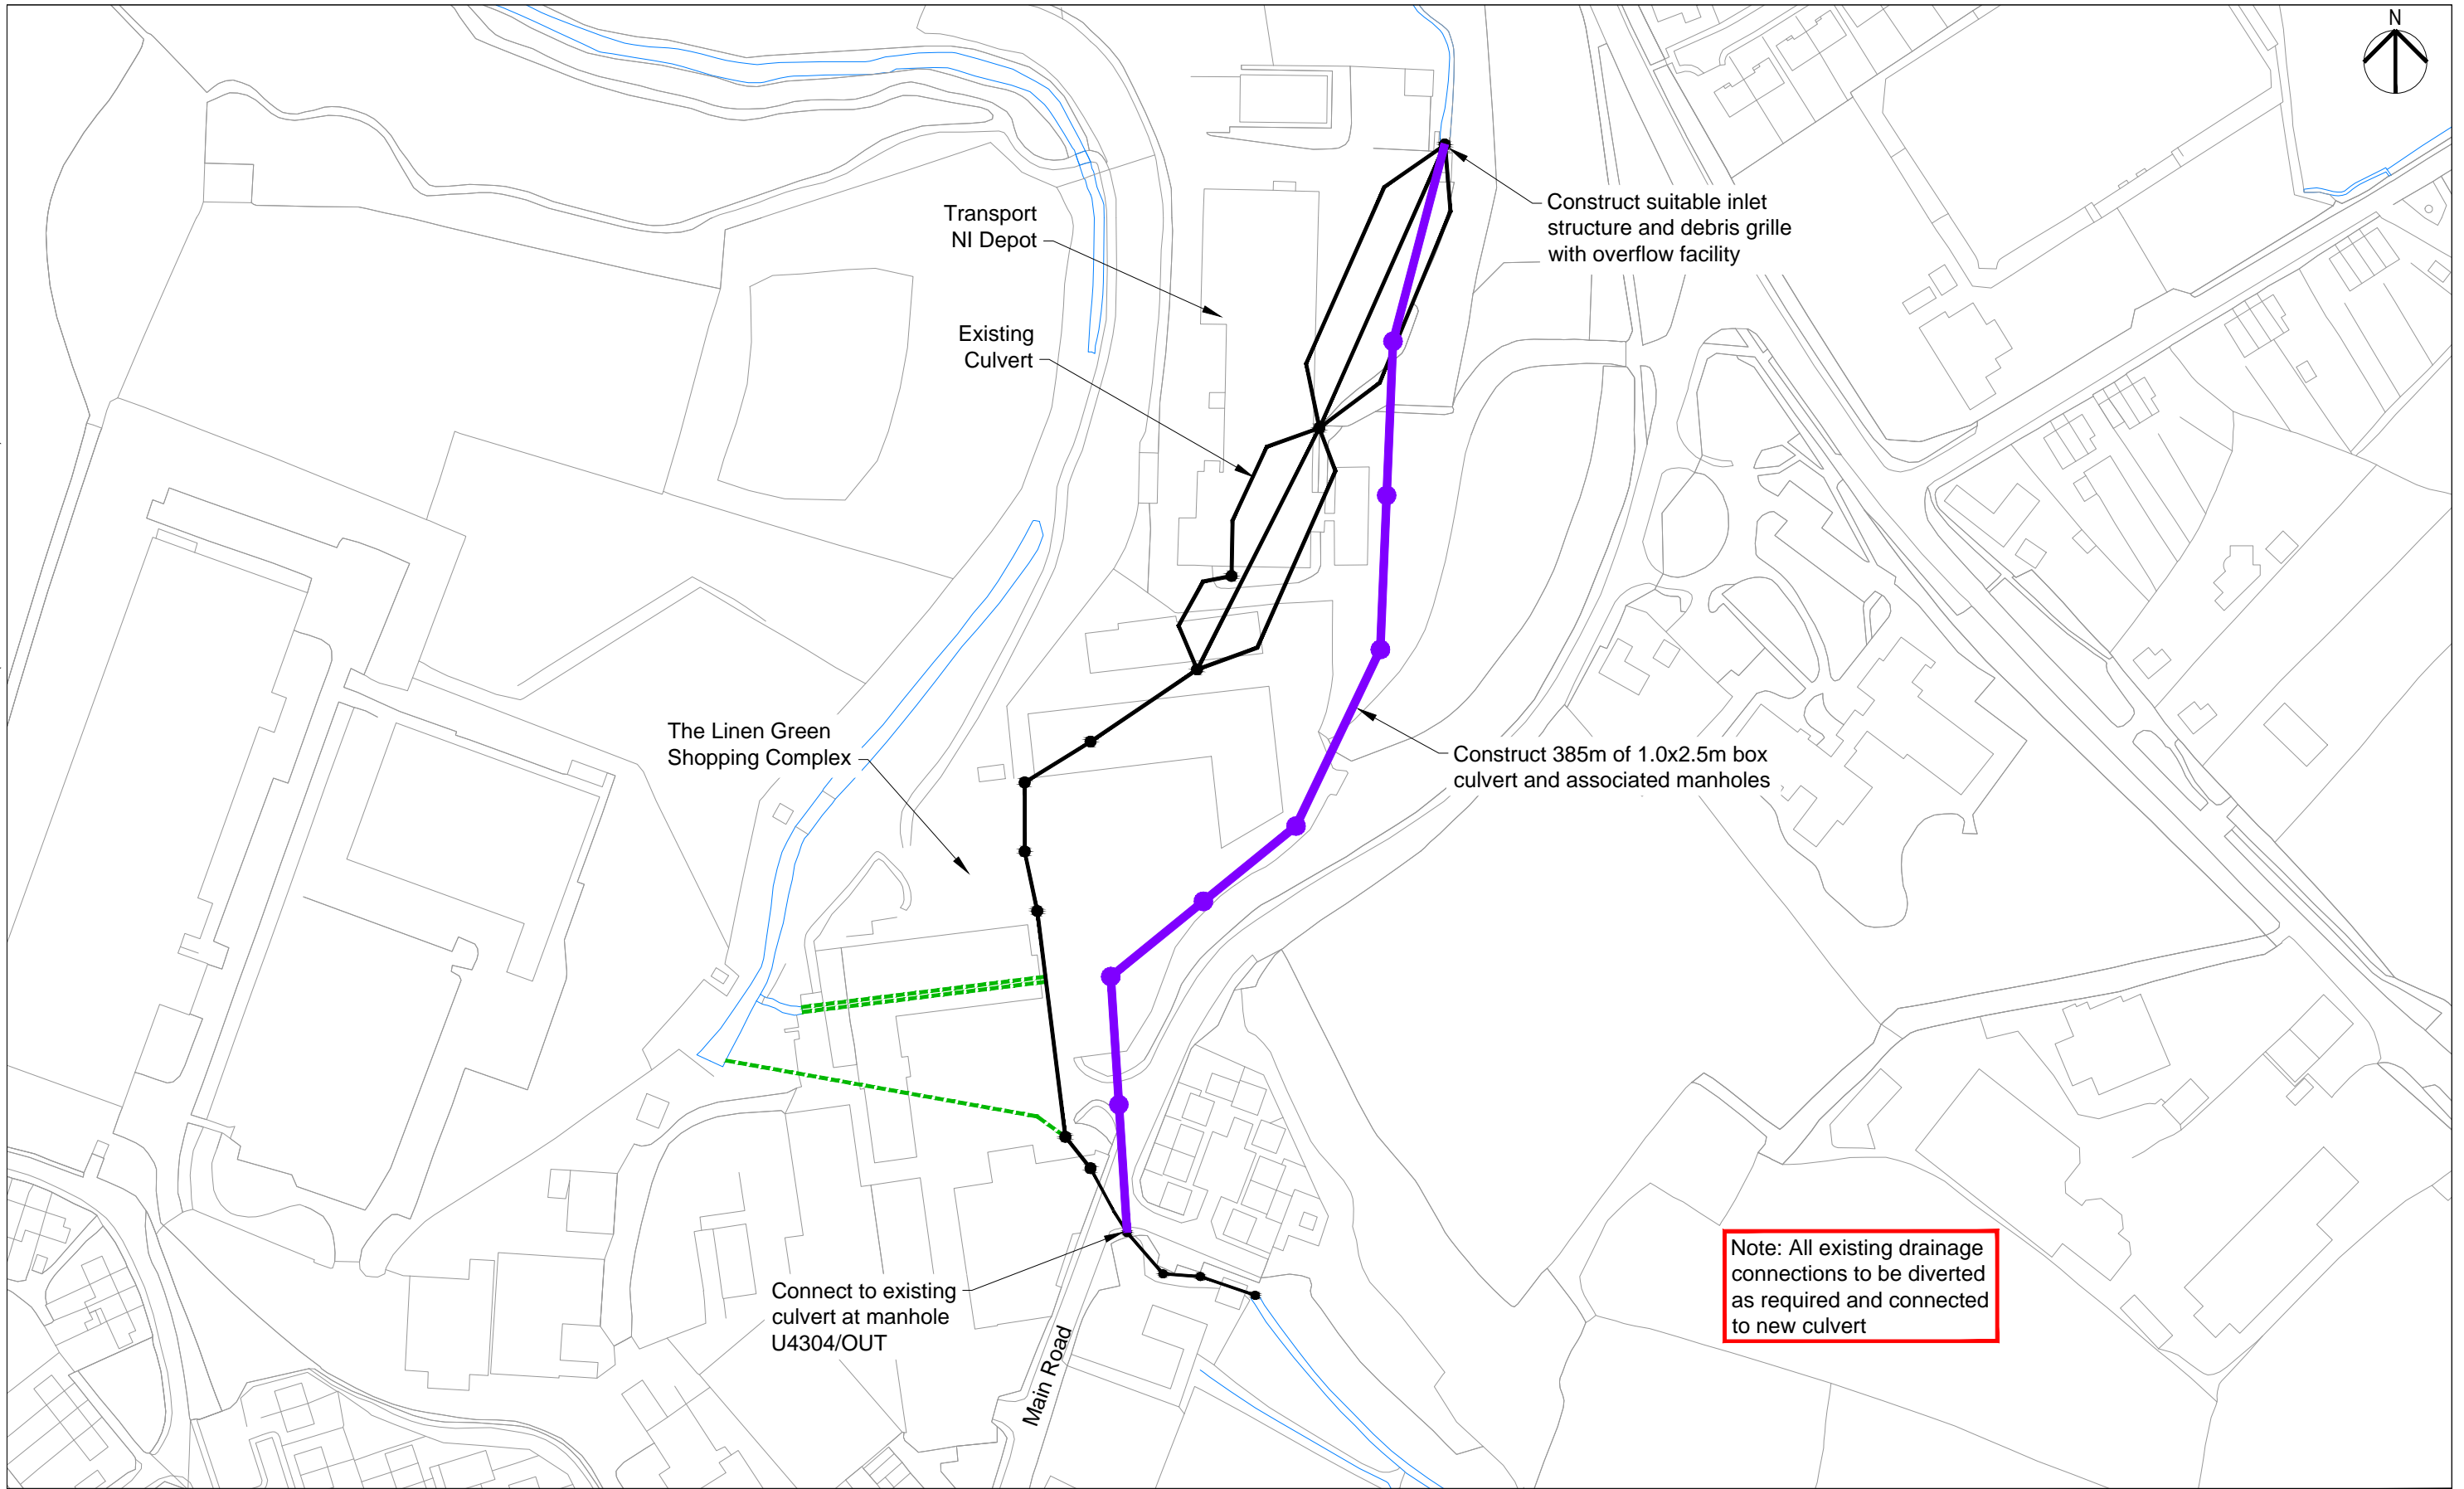 N
Construct suitable inlet
structure and debris grille
with overflow facility
Transport
NI Depot
Existing
Culvert
The Linen Green
Shopping Complex
Construct 385m of 1.0x2.5m box
culvert and associated manholes
Connect to existing
culvert at manhole
U4304/OUT
Main Road
Note: All existing drainage
connections to be diverted
as required and connected
to new culvert